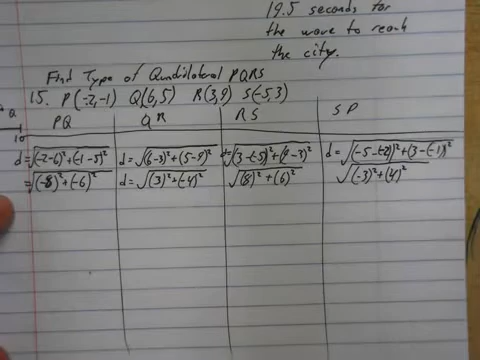 19.5 seconds for
the wave to reach
the city.
Find Type of Quadrilateral PQRS
15. P(-2,-1) Q(6,5) R(3,9) S(-5,3)
PQ QR RS SP
10
d=√(-2-6)²+(-1-5)² d=√(6-3)²+(5-9)² d=√(3-(-5))²+(9-3)² d=√(-5-(-2))²+(3-(-1))²
=√(-8)²+(-6)² d=√(3)²+(-4)² √(8)²+(6)² √(-3)²+(4)²